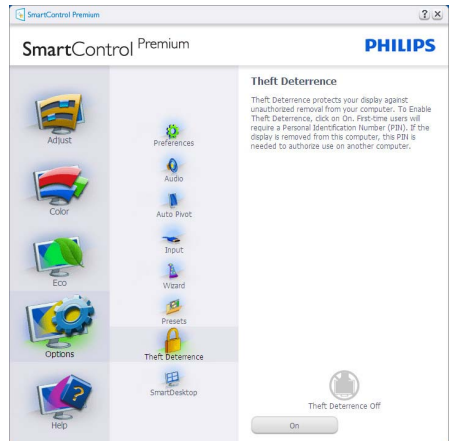 SmartControl Premium
? X
SmartControl Premium
PHILIPS
Adjust
Color
Eco
Options
Help
Preferences
Audio
Auto Pivot
Input
Wizard
Presets
Theft Deterrence
SmartDesktop
Theft Deterrence
Theft Deterrence protects your display against
unauthorized removal from your computer. To Enable
Theft Deterrence, click on On. First-time users will
require a Personal Identification Number (PIN). If the
display is removed from this computer, this PIN is
needed to authorize use on another computer.
Theft Deterrence Off
On